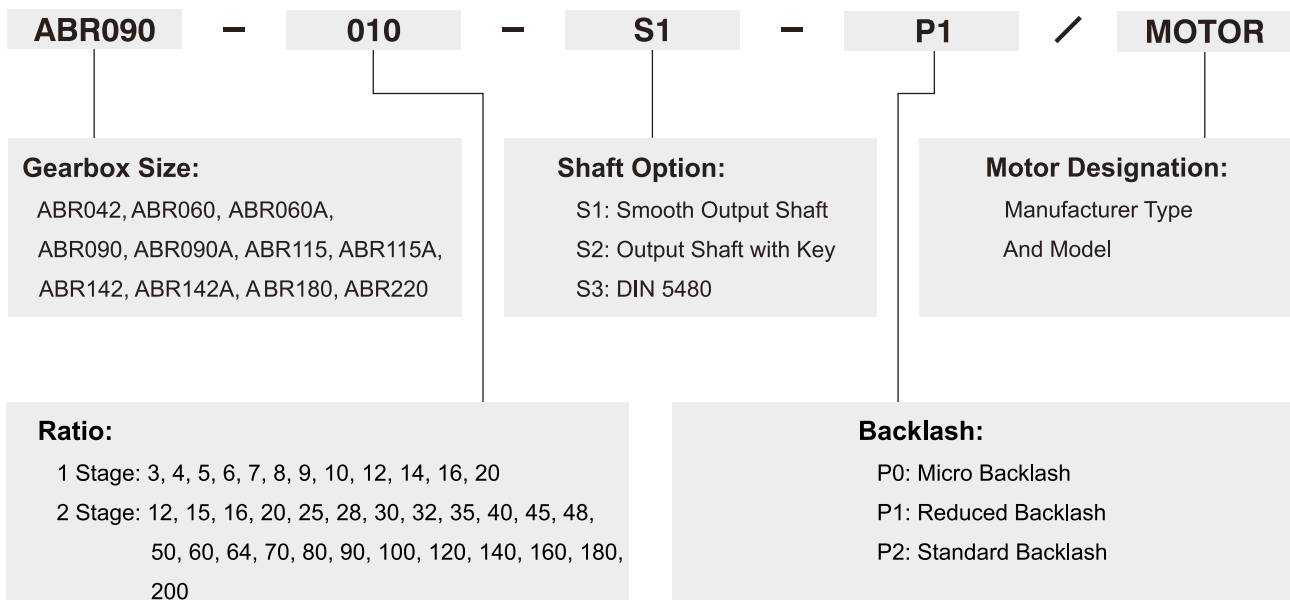 ABR090 - 010 - S1 - P1 / MOTOR
Gearbox Size:
ABR042, ABR060, ABR060A,
ABR090, ABR090A, ABR115, ABR115A,
ABR142, ABR142A, ABR180, ABR220
Shaft Option:
S1: Smooth Output Shaft
S2: Output Shaft with Key
S3: DIN 5480
Motor Designation:
Manufacturer Type
And Model
Ratio:
1 Stage: 3, 4, 5, 6, 7, 8, 9, 10, 12, 14, 16, 20
2 Stage: 12, 15, 16, 20, 25, 28, 30, 32, 35, 40, 45, 48,
50, 60, 64, 70, 80, 90, 100, 120, 140, 160, 180,
200
Backlash:
P0: Micro Backlash
P1: Reduced Backlash
P2: Standard Backlash